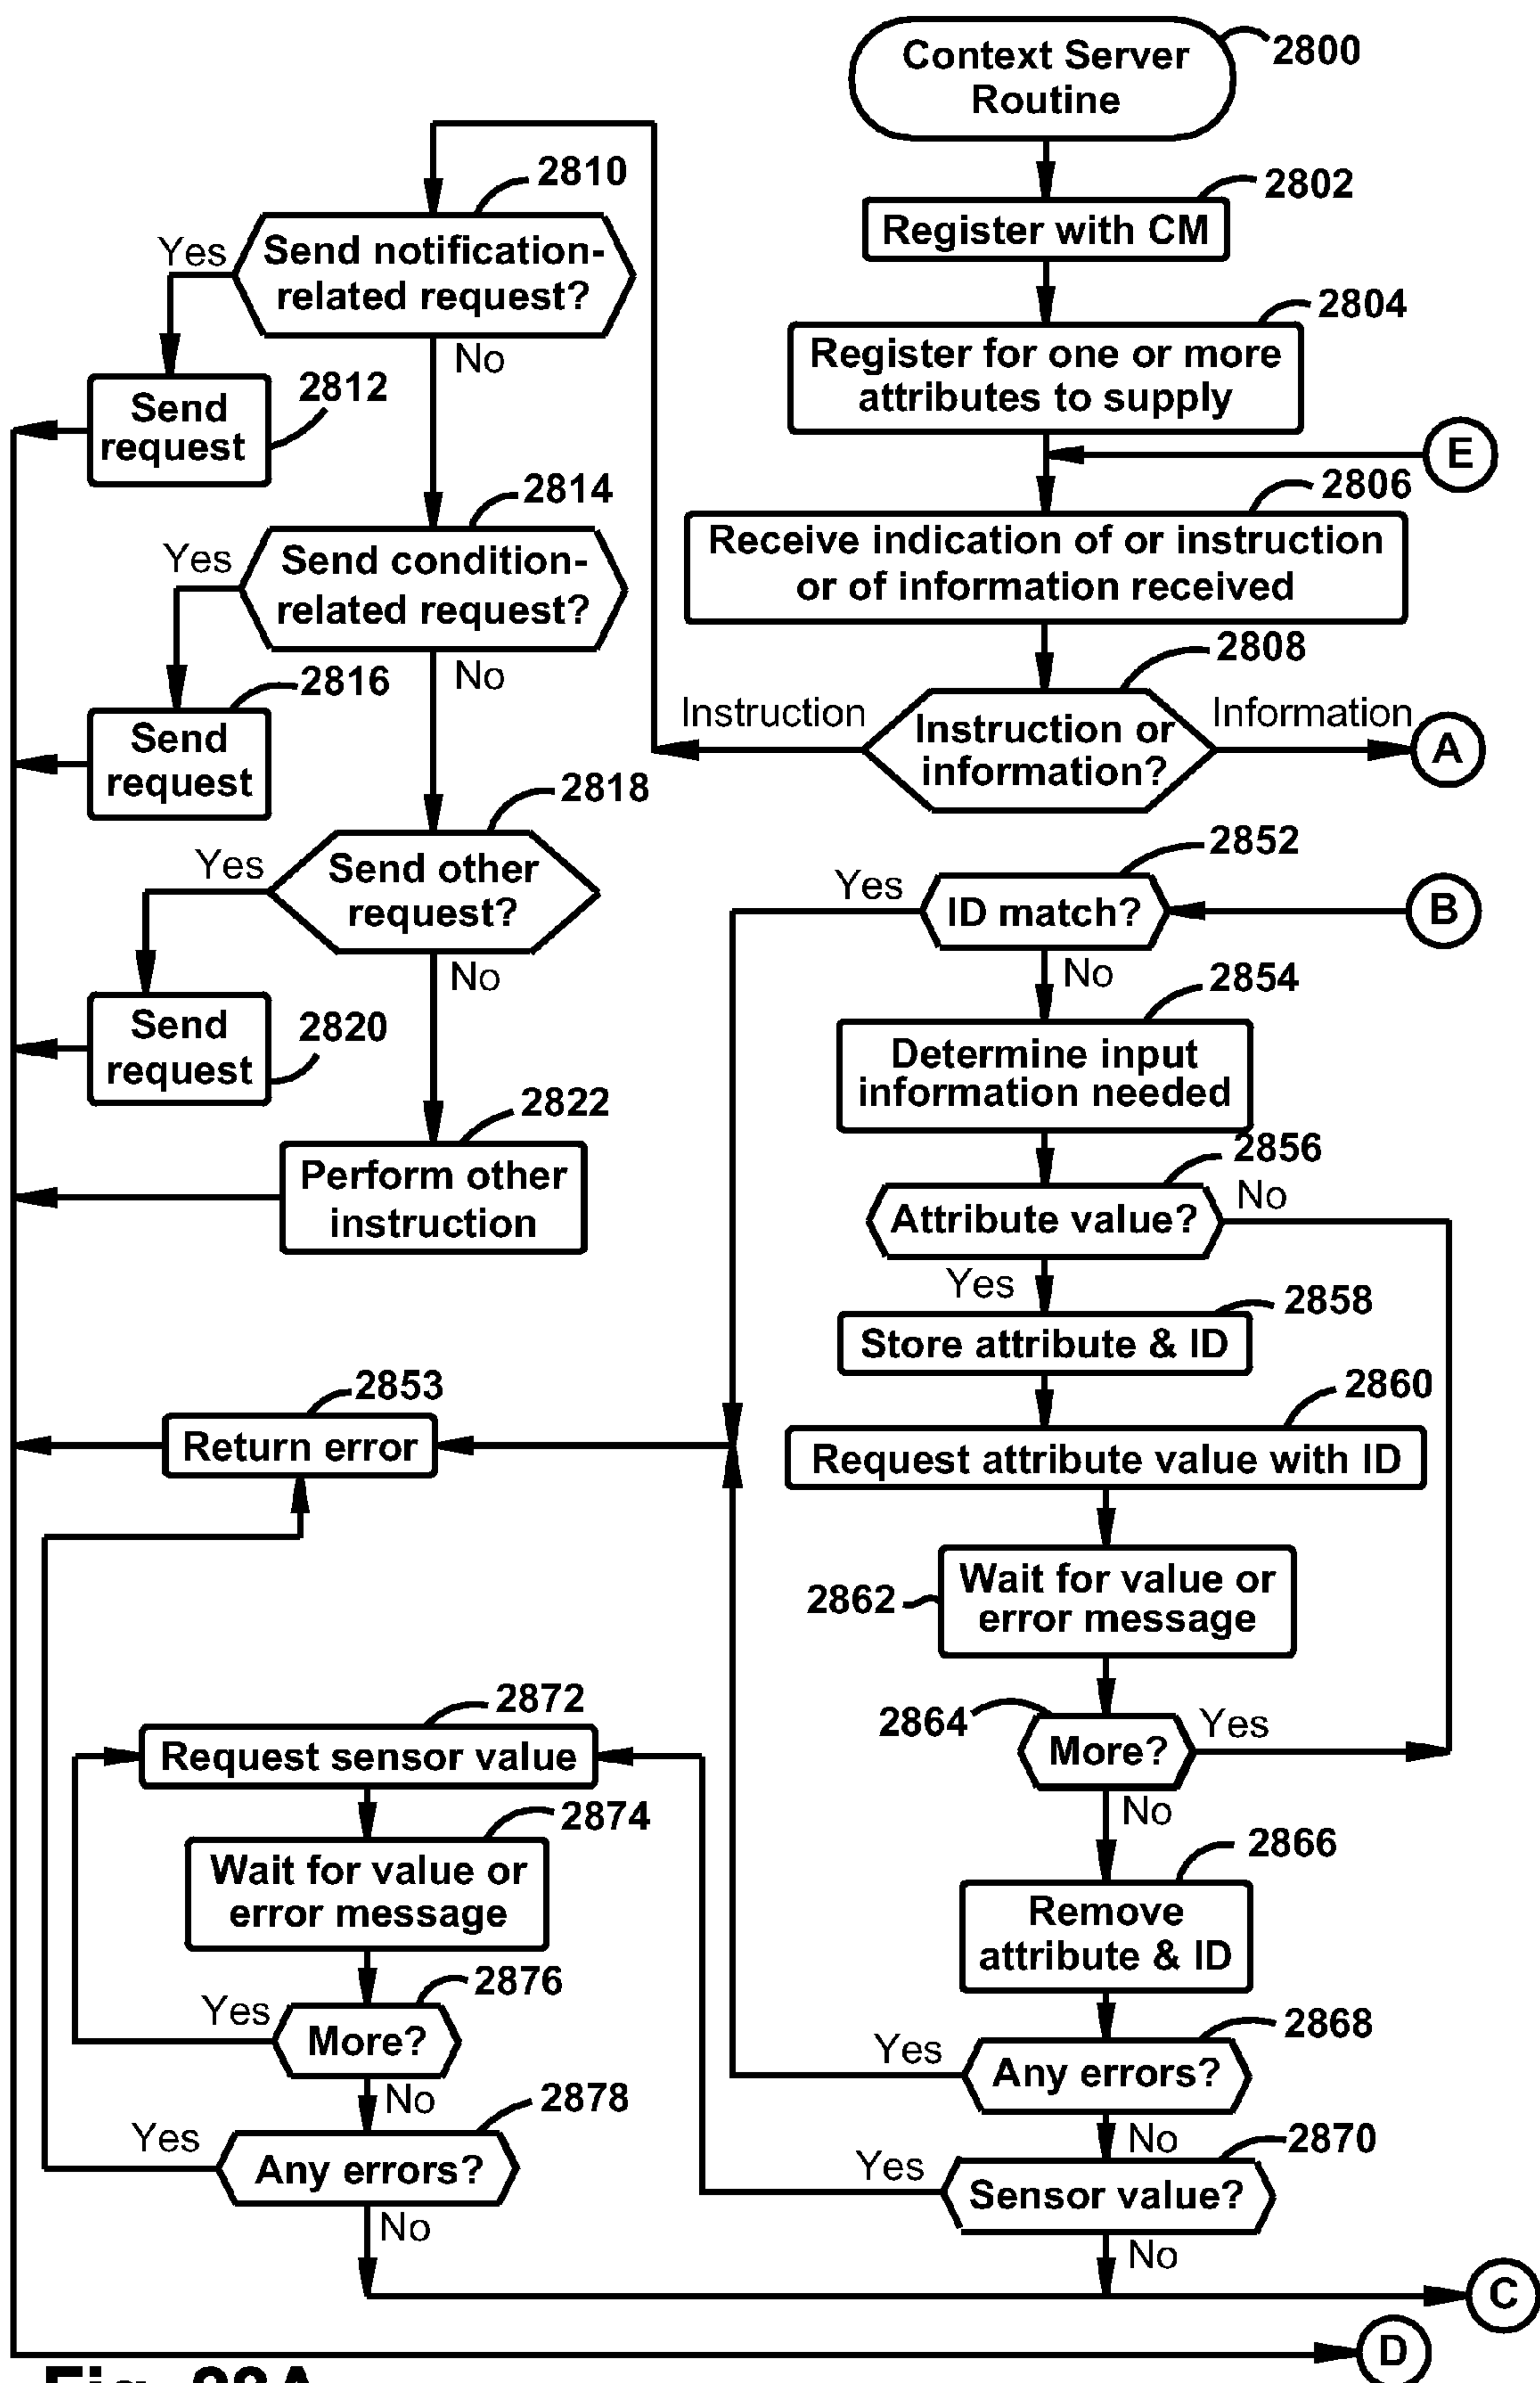 Context Server
Routine
2800
2802
Register with CM
2804
Register for one or more
attributes to supply
E
2806
Receive indication of or instruction
or of information received
2808
Instruction
Instruction or
information?
Information
A
2810
Yes
Send notification-
related request?
No
2812
Send
request
2814
Yes
Send condition-
related request?
No
2816
Send
request
2818
Yes
Send other
request?
No
2820
Send
request
2822
Perform other
instruction
2852
Yes
ID match?
B
No
2854
Determine input
information needed
2856
Attribute value?
No
Yes
2858
Store attribute & ID
2860
Request attribute value with ID
2853
Return error
2862
Wait for value or
error message
2864
More?
Yes
No
2866
Remove
attribute & ID
2868
Yes
Any errors?
No
2870
Yes
Sensor value?
No
2872
Request sensor value
2874
Wait for value or
error message
2876
Yes
More?
No
2878
Yes
Any errors?
No
C
D